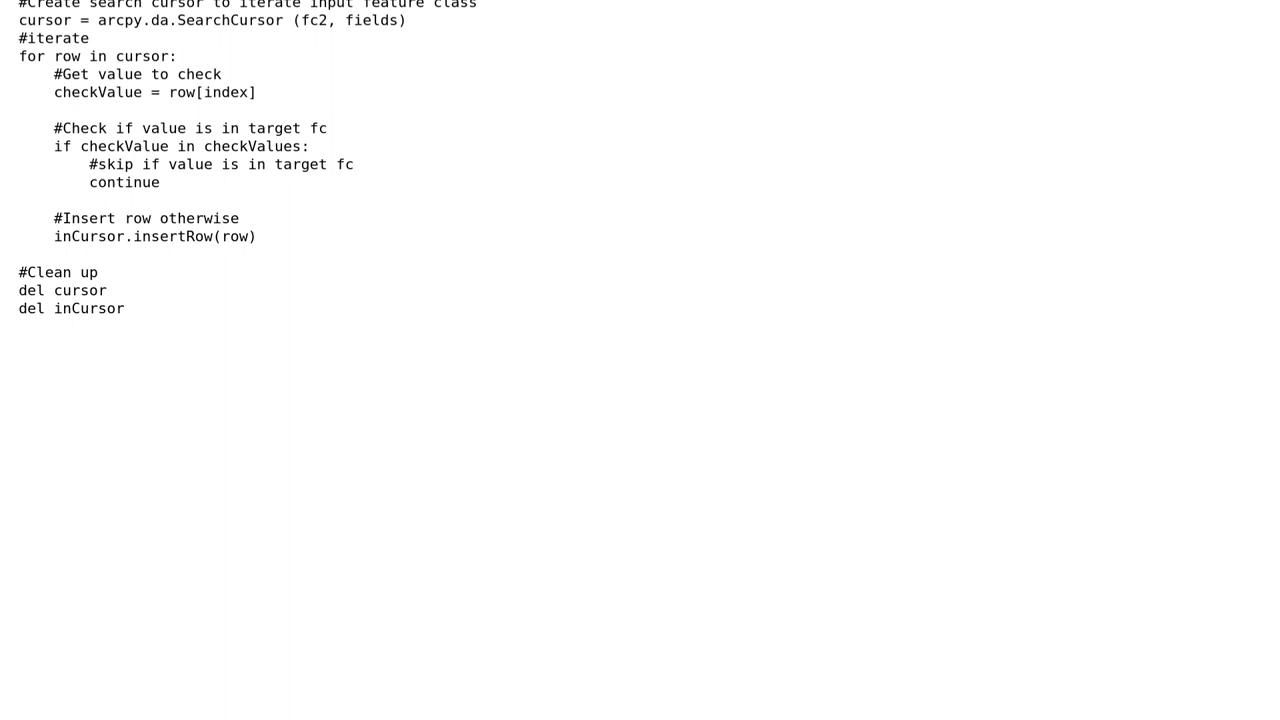 #Create search cursor to iterate input feature class
cursor = arcpy.da.SearchCursor (fc2, fields)
#iterate
for row in cursor:
    #Get value to check
    checkValue = row[index]

    #Check if value is in target fc
    if checkValue in checkValues:
        #skip if value is in target fc
        continue

    #Insert row otherwise
    inCursor.insertRow(row)

#Clean up
del cursor
del inCursor